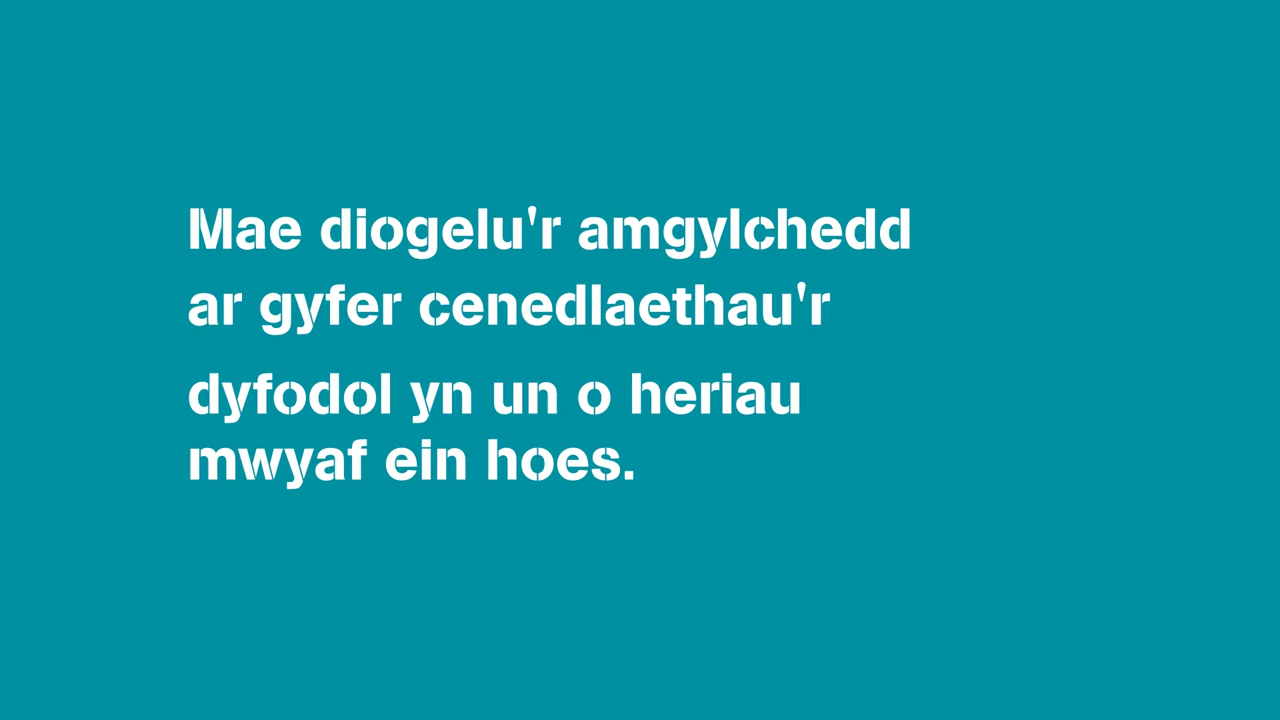 Mae diogelu'r amgylchedd
ar gyfer cenedlaethau'r
dyfodol yn un o heriau
mwyaf ein hoes.